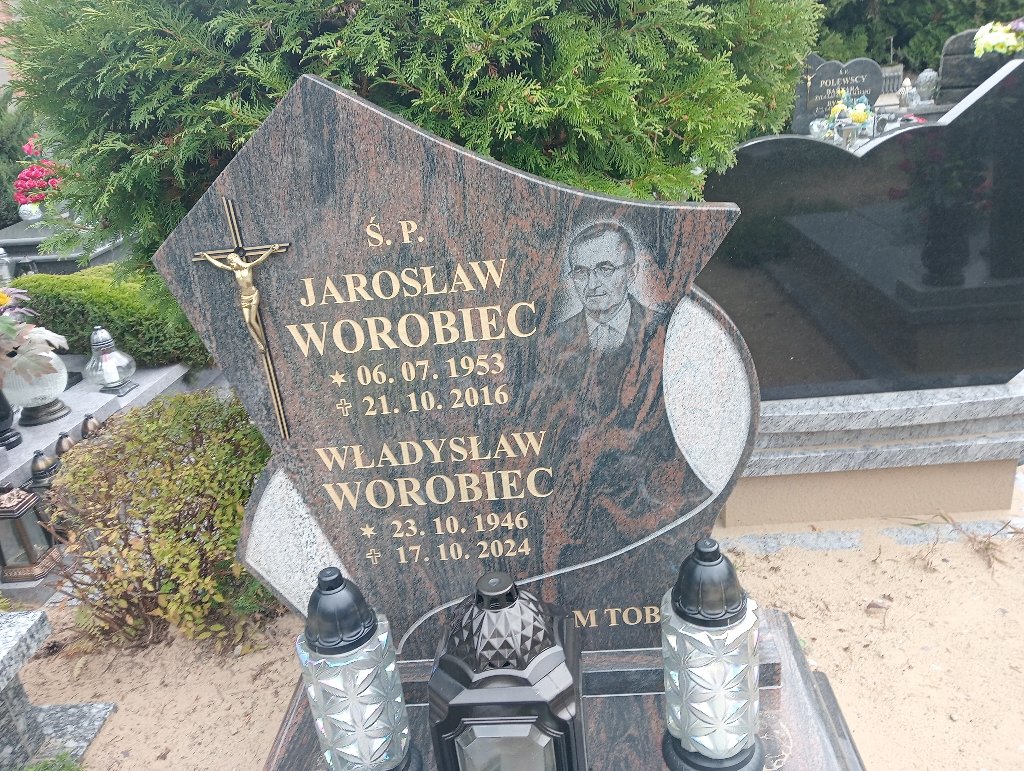 Ś. P.
JAROSŁAW
WOROBIEC
✶ 06. 07. 1953
✝ 21. 10. 2016
WŁADYSŁAW
WOROBIEC
✶ 23. 10. 1946
✝ 17. 10. 2024
M TOB
POLEWSCY